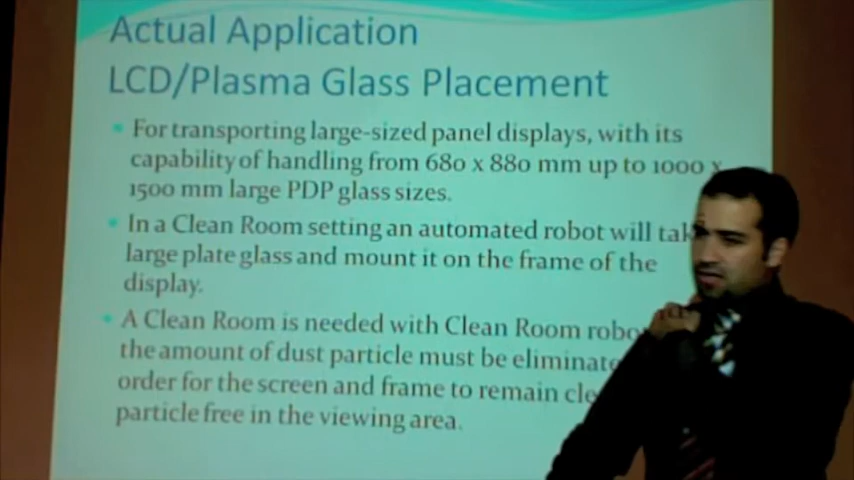 Actual Application
LCD/Plasma Glass Placement
For transporting large-sized panel displays, with its
capability of handling from 680 x 880 mm up to 1000 x
1500 mm large PDP glass sizes.
In a Clean Room setting an automated robot will
large plate glass and mount it on the frame of the
display.
A Clean Room is needed with Clean Room
the amount of dust particle must be
order for the screen and frame to remain
particle free in the viewing area.